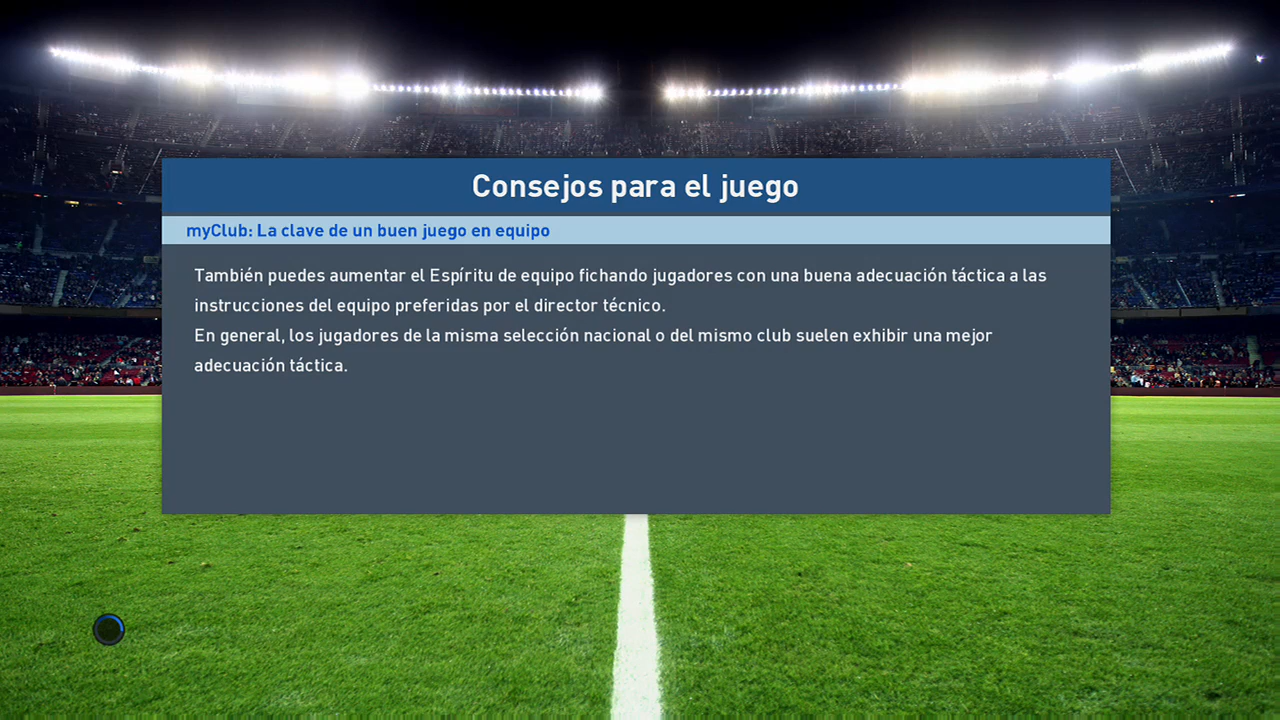 Consejos para el juego
myClub: La clave de un buen juego en equipo
También puedes aumentar el Espíritu de equipo fichando jugadores con una buena adecuación táctica a las
instrucciones del equipo preferidas por el director técnico.
En general, los jugadores de la misma selección nacional o del mismo club suelen exhibir una mejor
adecuación táctica.